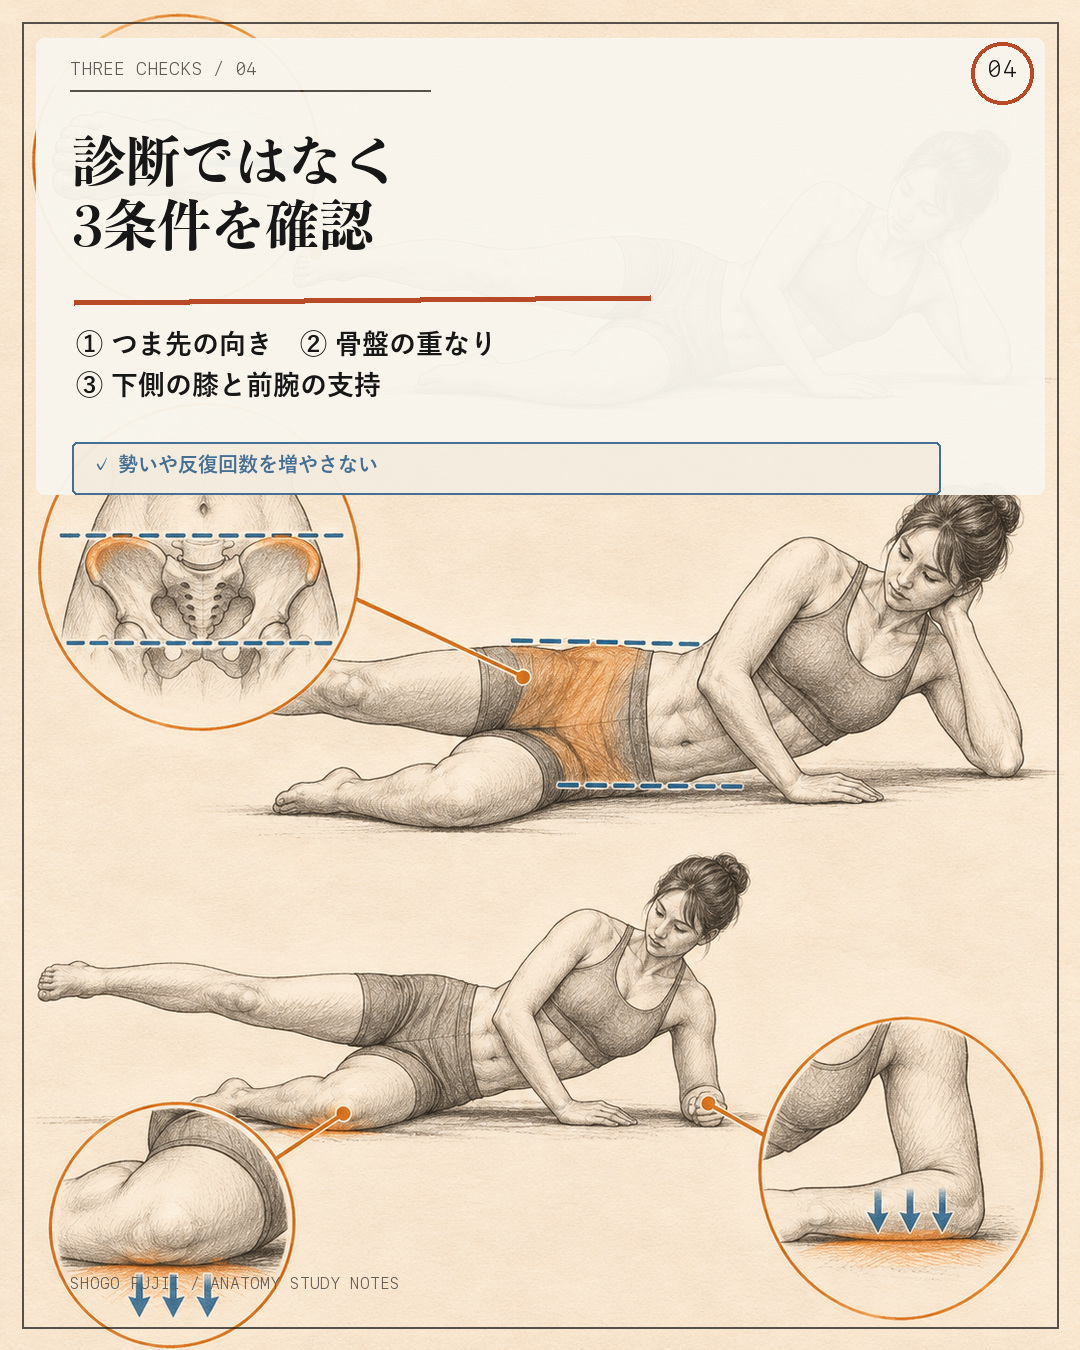 THREE CHECKS / 04
04
診断ではなく
3条件を確認
① つま先の向き ② 骨盤の重なり
③ 下側の膝と前腕の支持
✓ 勢いや反復回数を増やさない
SHOGO FUJII / ANATOMY STUDY NOTES